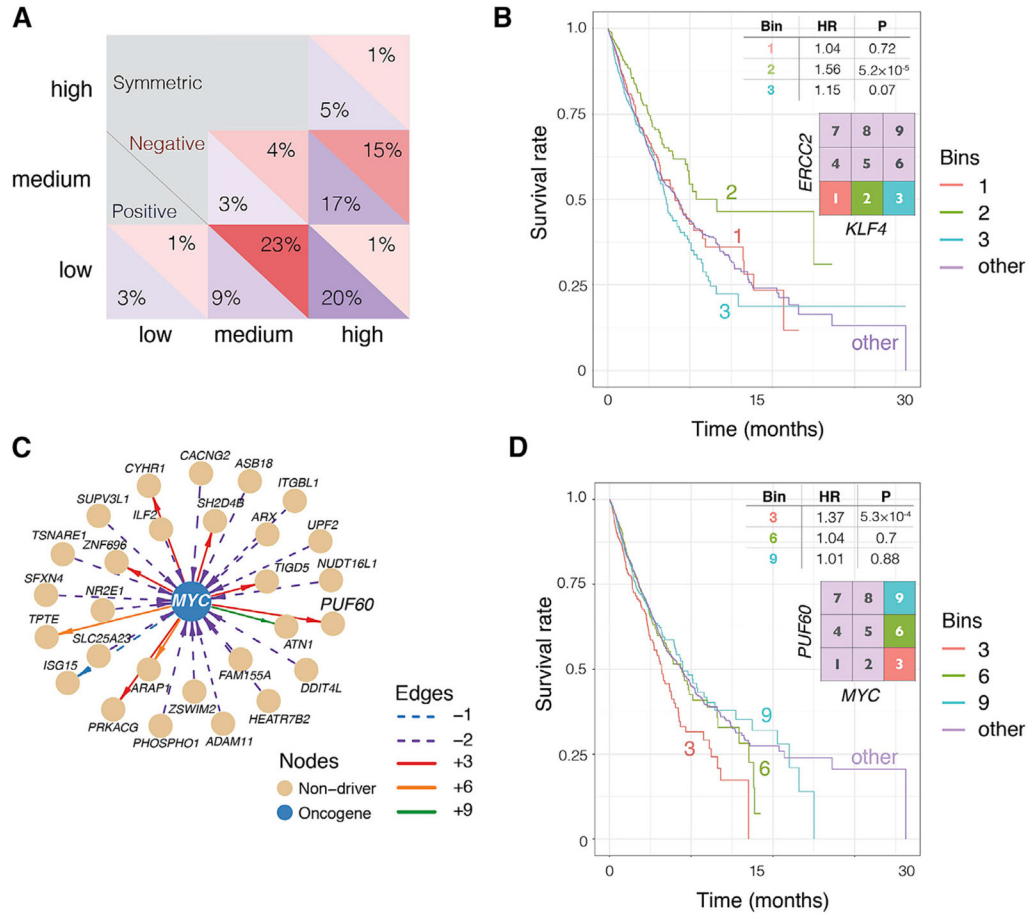 A
high
medium
low
Symmetric
1%
5%
Negative
4%
15%
Positive
3%
17%
1%
23%
1%
3%
9%
20%
low
medium
high
B
Survival rate
1.0
0.75
0.5
0.25
0
Bin HR P
1 1.04 0.72
2 1.56 5.2×10-5
3 1.15 0.07
ERCC2
7 8 9
4 5 6
1 2 3
KLF4
2
1
3
other
0 15 30
Time (months)
Bins
1
2
3
other
C
CACNG2
CYHR1
ASB18
ITGBL1
SUPV3L1
SH2D4B
ILF2
ARX
UPF2
TSNARE1
ZNF696
TIGD5
NUDT16L1
SFXN4
NR2E1
MYC
PUF60
TPTE
SLC25A23
ATN1
ISG15
ARAP1
FAM155A
DDIT4L
PRKACG
ZSWIM2
HEATR7B2
PHOSPHO1
ADAM11
Nodes
Non-driver
Oncogene
Edges
−1
−2
+3
+6
+9
D
Survival rate
1.0
0.75
0.5
0.25
0
Bin HR P
3 1.37 5.3×10-4
6 1.04 0.7
9 1.01 0.88
PUF60
7 8 9
4 5 6
1 2 3
MYC
9
3
6
other
0 15 30
Time (months)
Bins
3
6
9
other